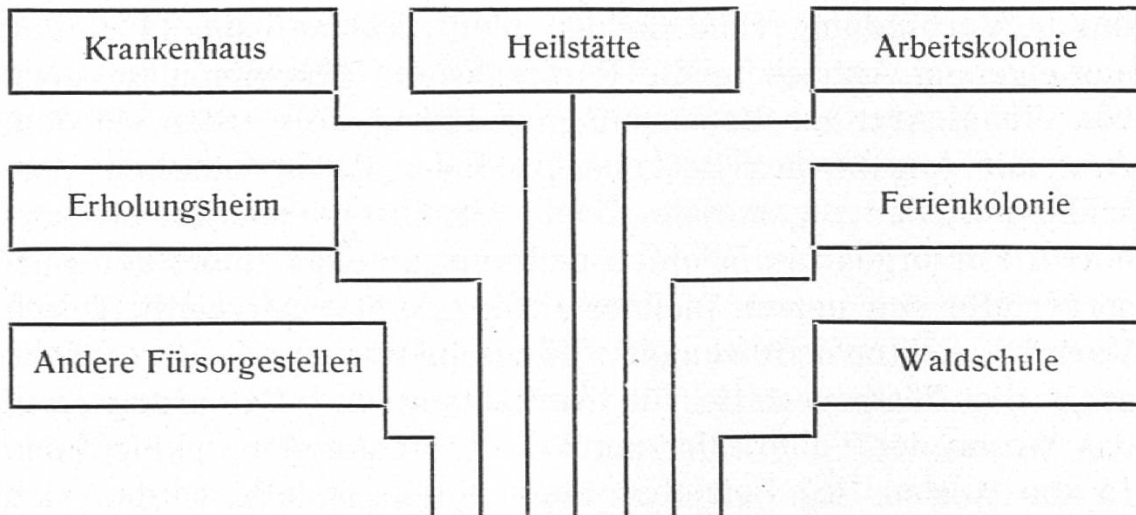 Krankenhaus
Heilstätte
Arbeitskolonie
Erholungsheim
Ferienkolonie
Andere Fürsorgestellen
Waldschule